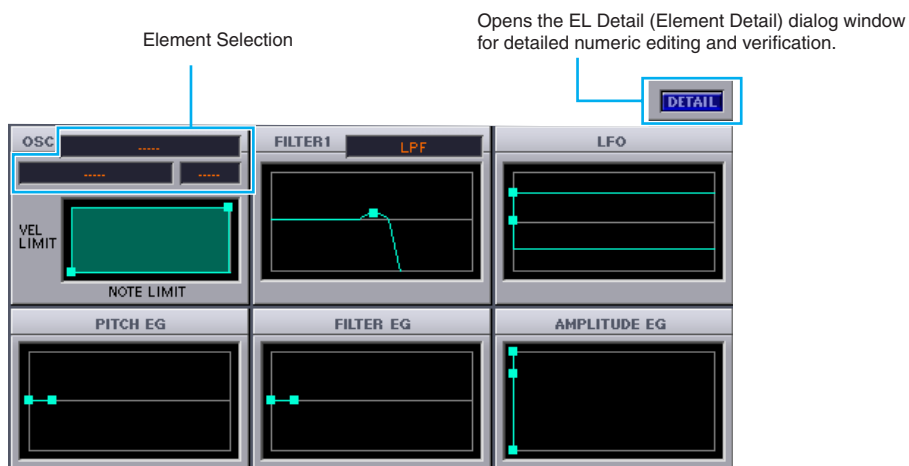 Opens the EL Detail (Element Detail) dialog window
for detailed numeric editing and verification.
Element Selection
DETAIL
OSC
-----
-----
-----
VEL
LIMIT
NOTE LIMIT
FILTER1
LPF
LFO
PITCH EG
FILTER EG
AMPLITUDE EG